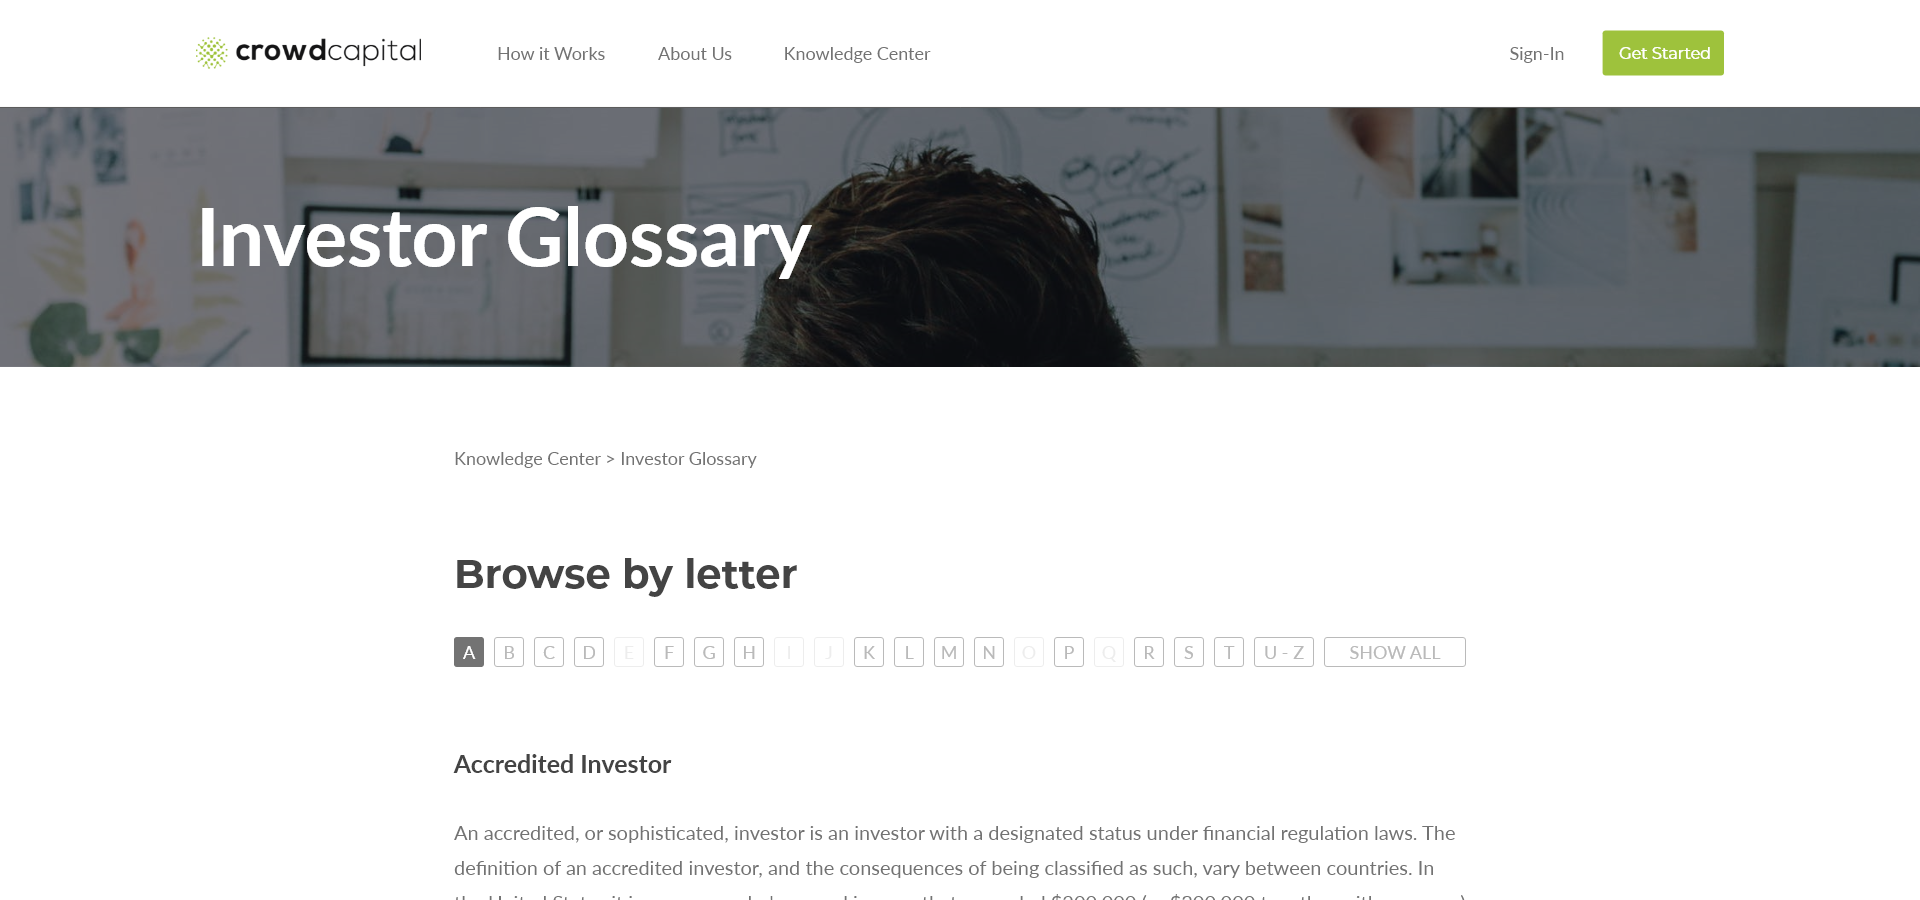 crowdcapital
How it Works
About Us
Knowledge Center
Sign-In
Get Started
Investor Glossary
Knowledge Center > Investor Glossary
Browse by letter
A B C D E F G H I J K L M N O P Q R S T U - Z SHOW ALL
Accredited Investor
An accredited, or sophisticated, investor is an investor with a designated status under financial regulation laws. The
definition of an accredited investor, and the consequences of being classified as such, vary between countries. In